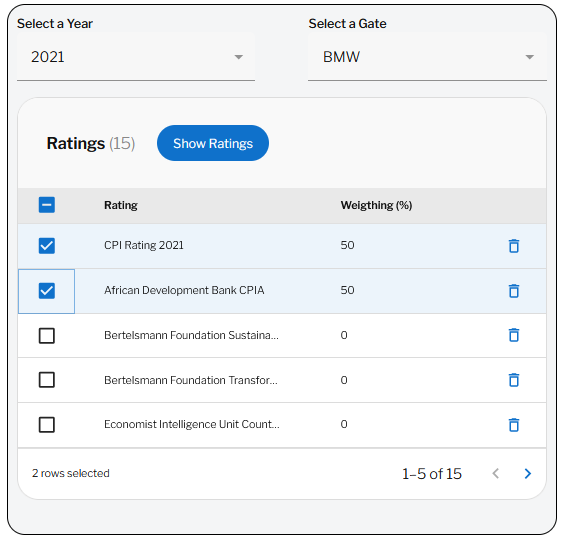 Select a Year
Select a Gate
2021
BMW
Ratings (15)
Show Ratings
Rating
Weigthing (%)
CPI Rating 2021
50
African Development Bank CPIA
50
Bertelsmann Foundation Sustaina...
0
Bertelsmann Foundation Transfor...
0
Economist Intelligence Unit Count...
0
2 rows selected
1–5 of 15